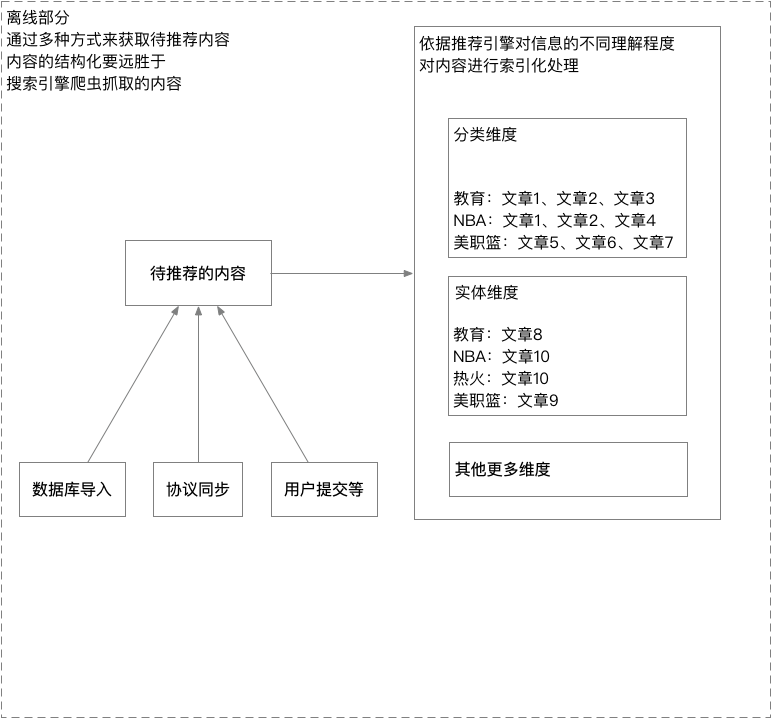 离线部分
通过多种方式来获取待推荐内容
内容的结构化要远胜于
搜索引擎爬虫抓取的内容
依据推荐引擎对信息的不同理解程度
对内容进行索引化处理
分类维度
教育：文章1、文章2、文章3
NBA：文章1、文章2、文章4
美职篮：文章5、文章6、文章7
待推荐的内容
实体维度
教育：文章8
NBA：文章10
热火：文章10
美职篮：文章9
其他更多维度
数据库导入
协议同步
用户提交等